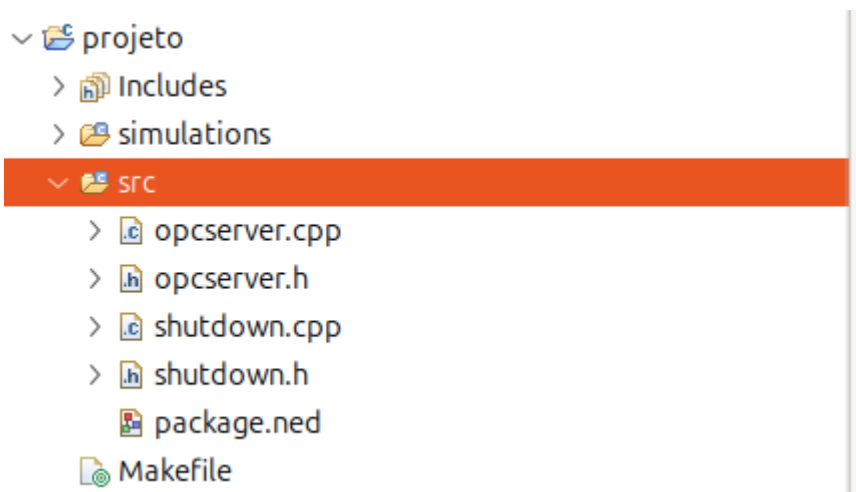 projeto
Includes
simulations
src
opcserver.cpp
opcserver.h
shutdown.cpp
shutdown.h
package.ned
Makefile